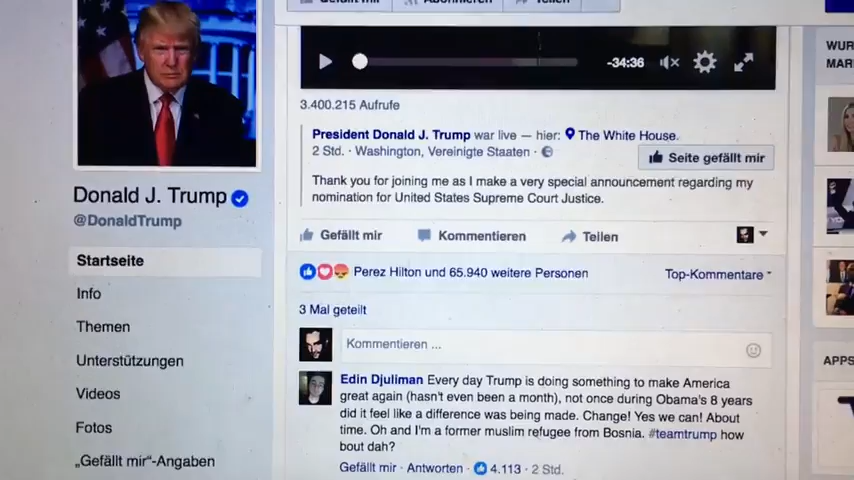 Gefällt mir
Abonnieren
Teilen
-34:36
3.400.215 Aufrufe
President Donald J. Trump war live — hier: The White House.
2 Std. · Washington, Vereinigte Staaten ·
Seite gefällt mir
Thank you for joining me as I make a very special announcement regarding my
nomination for United States Supreme Court Justice.
Gefällt mir
Kommentieren
Teilen
Perez Hilton und 65.940 weitere Personen
Top-Kommentare
3 Mal geteilt
Kommentieren ...
Edin Djuliman Every day Trump is doing something to make America
great again (hasn't even been a month), not once during Obama's 8 years
did it feel like a difference was being made. Change! Yes we can! About
time. Oh and I'm a former muslim refugee from Bosnia. #teamtrump how
bout dah?
Gefällt mir · Antworten · 4.113 · 2 Std.
Donald J. Trump
@DonaldTrump
Startseite
Info
Themen
Unterstützungen
Videos
Fotos
„Gefällt mir“-Angaben
WUR
MAR
APPS